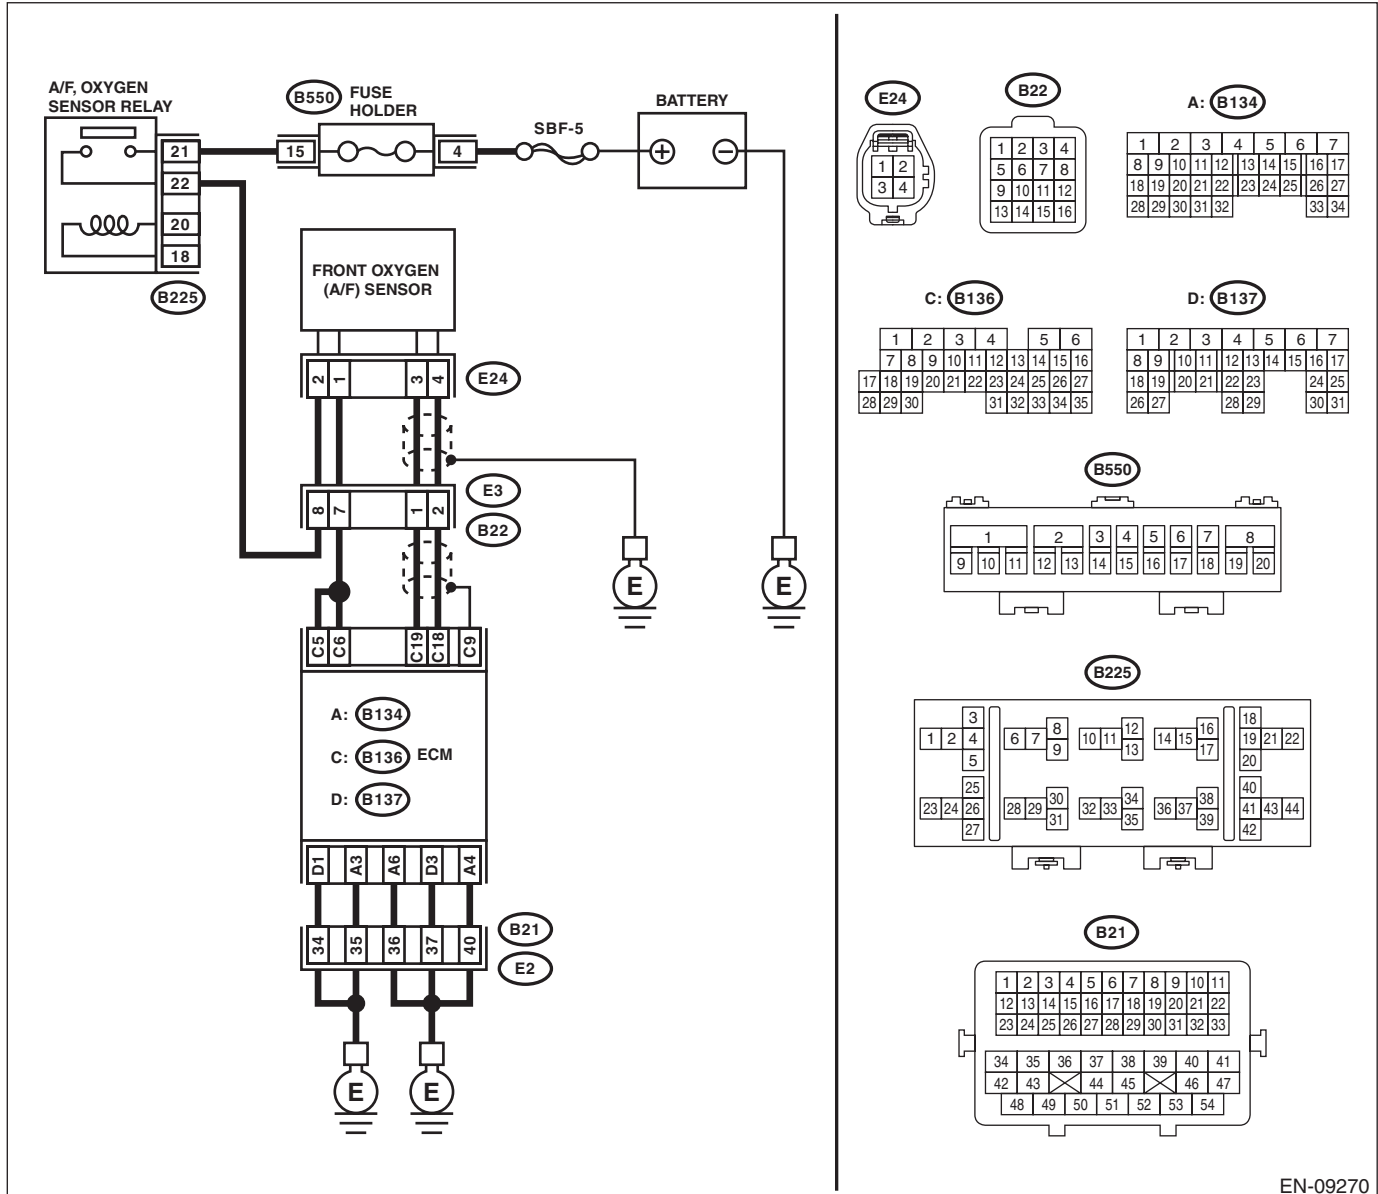 A/F, OXYGEN
SENSOR RELAY
B550
FUSE
HOLDER
BATTERY
SBF-5
21
15
4
22
20
18
B225
FRONT OXYGEN
(A/F) SENSOR
2 1 3 4
E24
8 7 1 2
E3
B22
E E
C5 C6 C19 C18 C9
A: B134
C: B136 ECM
D: B137
D1 A3 A6 D3 A4
34 35 36 37 40
B21
E2
E E
E24
1 2
3 4
B22
1 2 3 4
5 6 7 8
9 10 11 12
13 14 15 16
A: B134
1 2 3 4 5 6 7
8 9 10 11 12 13 14 15 16 17
18 19 20 21 22 23 24 25 26 27
28 29 30 31 32 33 34
C: B136
1 2 3 4 5 6
7 8 9 10 11 12 13 14 15 16
17 18 19 20 21 22 23 24 25 26 27
28 29 30 31 32 33 34 35
D: B137
1 2 3 4 5 6 7
8 9 10 11 12 13 14 15 16 17
18 19 20 21 22 23 24 25
26 27 28 29 30 31
B550
1 2 3 4 5 6 7 8
9 10 11 12 13 14 15 16 17 18 19 20
B225
3 8 12 16 18
1 2 4 6 7 10 11 14 15 19 21 22
5 9 13 17 20
25 30 34 38 40
23 24 26 28 29 32 33 36 37 41 43 44
27 31 35 39 42
B21
1 2 3 4 5 6 7 8 9 10 11
12 13 14 15 16 17 18 19 20 21 22
23 24 25 26 27 28 29 30 31 32 33
34 35 36 37 38 39 40 41
42 43 44 45 46 47
48 49 50 51 52 53 54
EN-09270